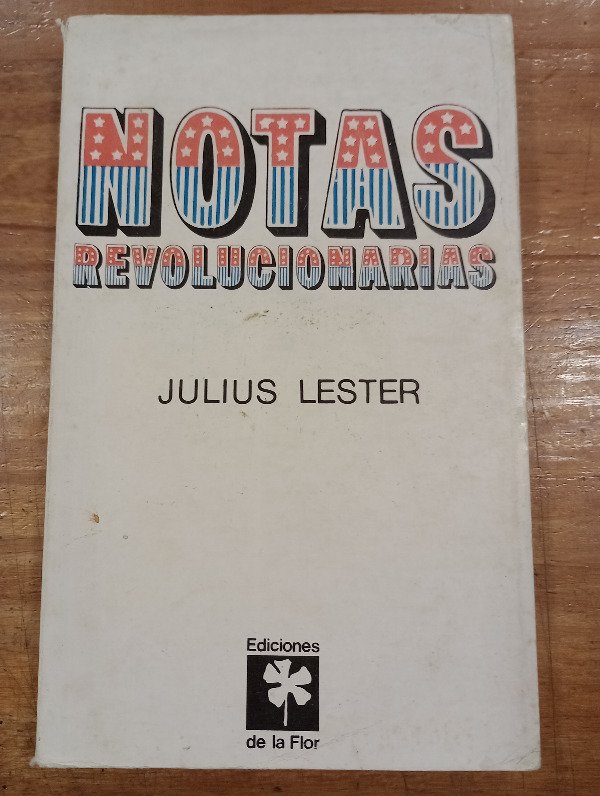 NOTAS
REVOLUCIONARIAS
JULIUS LESTER
Ediciones
de la Flor